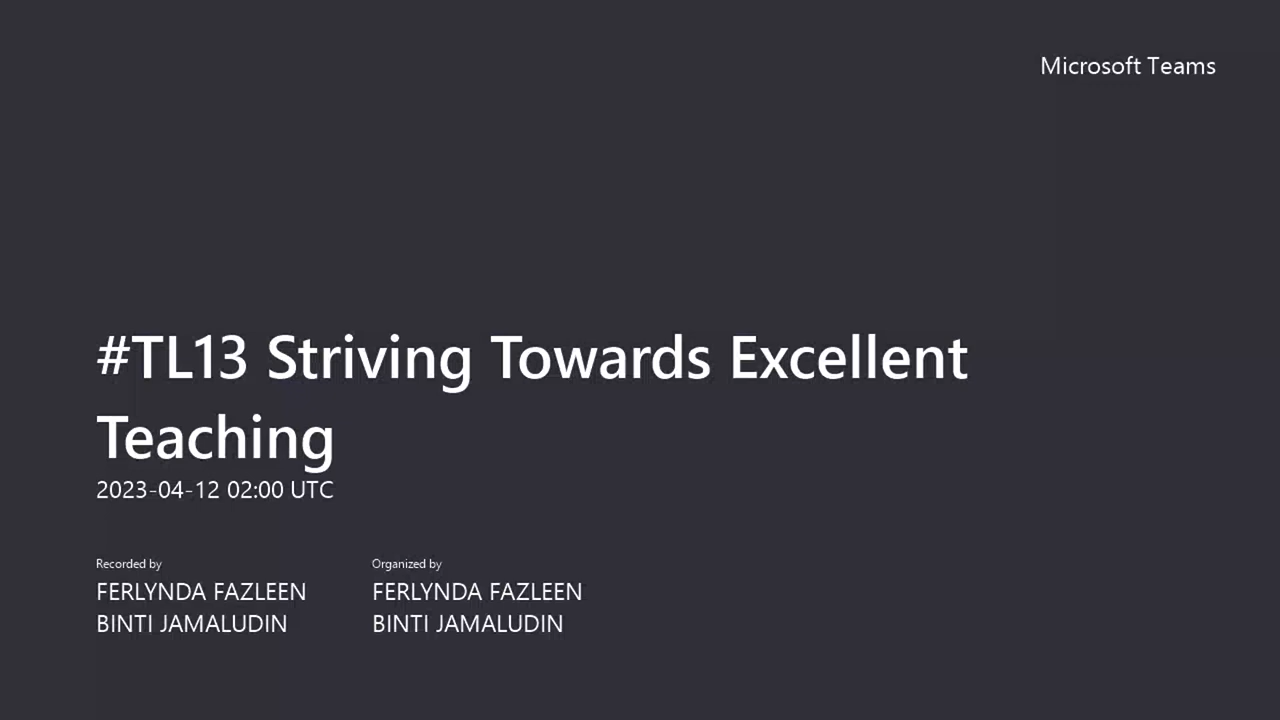 Microsoft Teams
#TL13 Striving Towards Excellent
Teaching
2023-04-12 02:00 UTC
Recorded by
FERLYNDA FAZLEEN
BINTI JAMALUDIN
Organized by
FERLYNDA FAZLEEN
BINTI JAMALUDIN